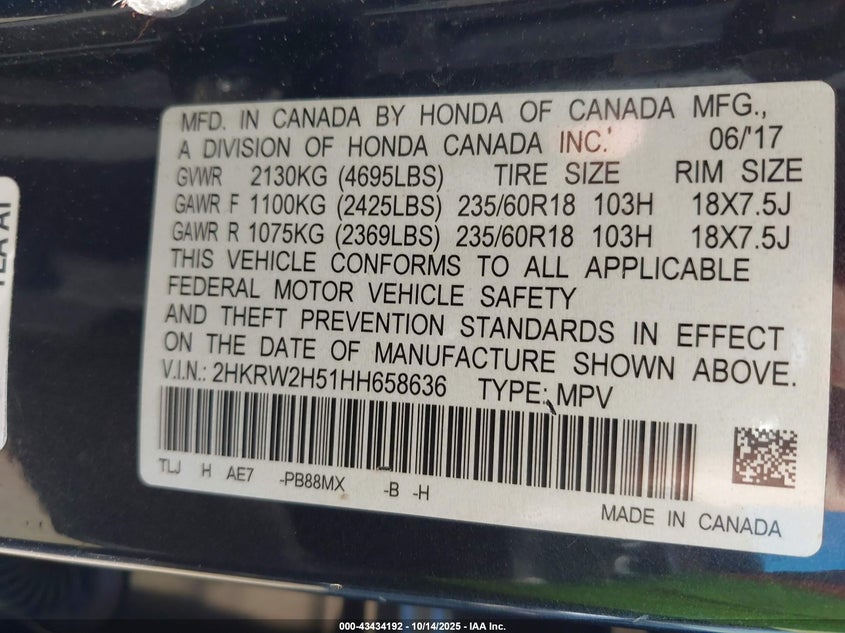 MFD. IN CANADA BY HONDA OF CANADA MFG.,
A DIVISION OF HONDA CANADA INC. 06/'17
GVWR 2130KG (4695LBS) TIRE SIZE RIM SIZE
GAWR F 1100KG (2425LBS) 235/60R18 103H 18X7.5J
GAWR R 1075KG (2369LBS) 235/60R18 103H 18X7.5J
THIS VEHICLE CONFORMS TO ALL APPLICABLE
FEDERAL MOTOR VEHICLE SAFETY
AND THEFT PREVENTION STANDARDS IN EFFECT
ON THE DATE OF MANUFACTURE SHOWN ABOVE.
V.I.N.: 2HKRW2H51HH658636 TYPE: MPV
TLJ H AE7 -PB88MX -B -H
MADE IN CANADA
000-43434192 - 10/14/2025 - IAA Inc.